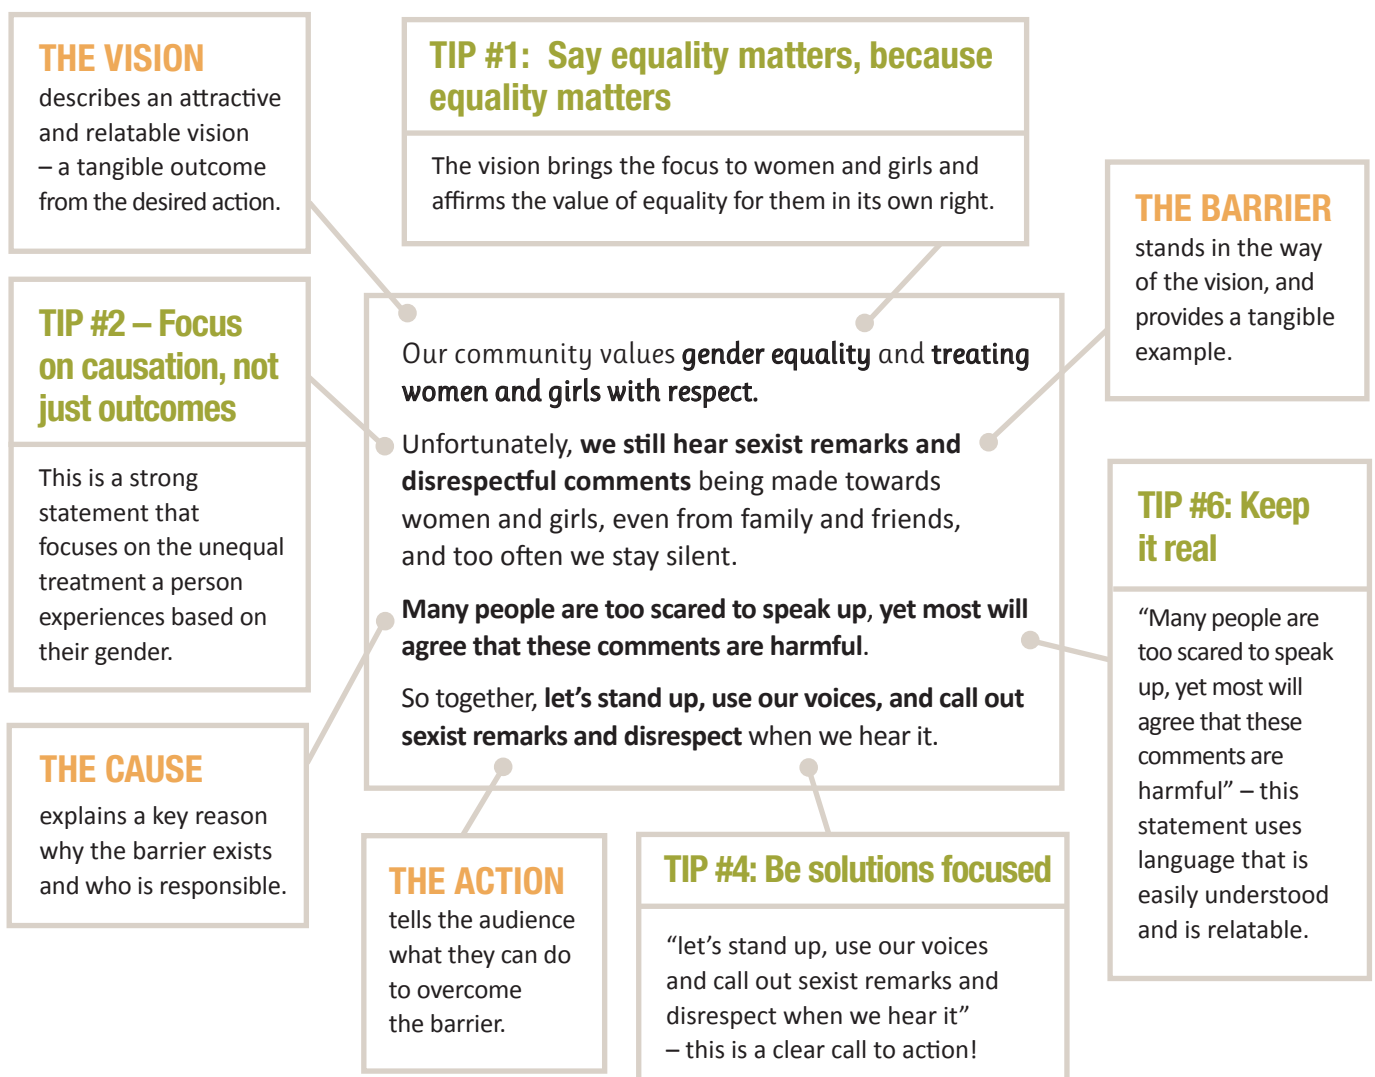 THE VISION
describes an attractive
and relatable vision
– a tangible outcome
from the desired action.
TIP #1: Say equality matters, because
equality matters
The vision brings the focus to women and girls and
affirms the value of equality for them in its own right.
THE BARRIER
stands in the way
of the vision, and
provides a tangible
example.
TIP #2 – Focus
on causation, not
just outcomes
This is a strong
statement that
focuses on the unequal
treatment a person
experiences based on
their gender.
Our community values gender equality and treating
women and girls with respect.
Unfortunately, we still hear sexist remarks and
disrespectful comments being made towards
women and girls, even from family and friends,
and too often we stay silent.
Many people are too scared to speak up, yet most will
agree that these comments are harmful.
So together, let's stand up, use our voices, and call out
sexist remarks and disrespect when we hear it.
TIP #6: Keep
it real
“Many people are
too scared to speak
up, yet most will
agree that these
comments are
harmful” – this
statement uses
language that is
easily understood
and is relatable.
THE CAUSE
explains a key reason
why the barrier exists
and who is responsible.
THE ACTION
tells the audience
what they can do
to overcome
the barrier.
TIP #4: Be solutions focused
“let's stand up, use our voices
and call out sexist remarks and
disrespect when we hear it”
– this is a clear call to action!